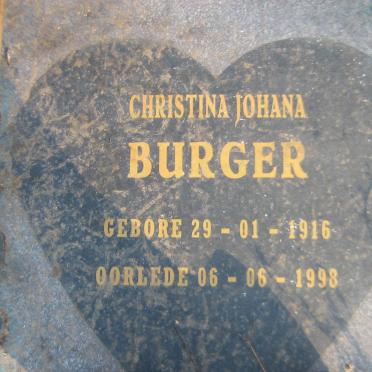 CHRISTINA JOHANA
BURGER
GEBORE 29 - 01 - 1916
OORLEDE 06 - 06 - 1998